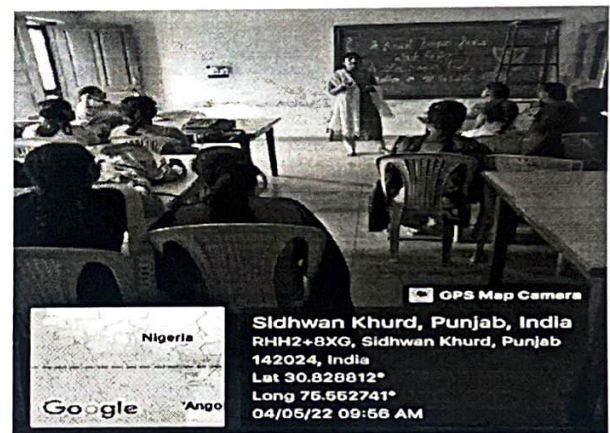 GPS Map Camera
Nigeria
Ango
Google
Sidhwan Khurd, Punjab, India
RHH2+8XG, Sidhwan Khurd, Punjab
142024, India
Lat 30.828812°
Long 75.552741°
04/05/22 09:56 AM